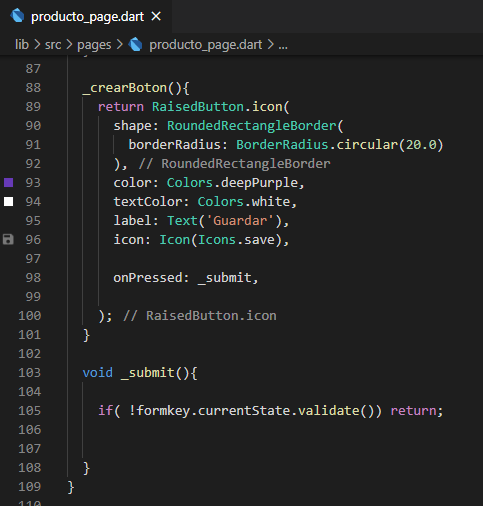 producto_page.dart ×
lib > src > pages > producto_page.dart > ...
87
88 _crearBoton(){
89 return RaisedButton.icon(
90 shape: RoundedRectangleBorder(
91 borderRadius: BorderRadius.circular(20.0)
92 ), // RoundedRectangleBorder
93 color: Colors.deepPurple,
94 textColor: Colors.white,
95 label: Text('Guardar'),
96 icon: Icon(Icons.save),
97
98 onPressed: _submit,
99
100 ); // RaisedButton.icon
101 }
102
103 void _submit(){
104
105 if( !formkey.currentState.validate()) return;
106
107
108 }
109 }
110